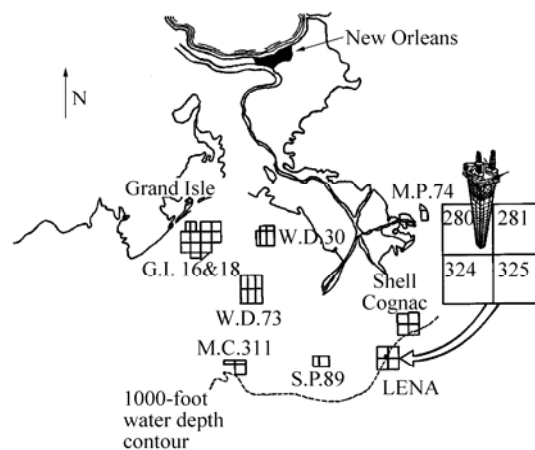 New Orleans
N
Grand Isle
M.P.74
280
281
W.D.30
G.I. 16&18
324
325
Shell
Cognac
W.D.73
M.C.311
S.P.89
LENA
1000-foot
water depth
contour